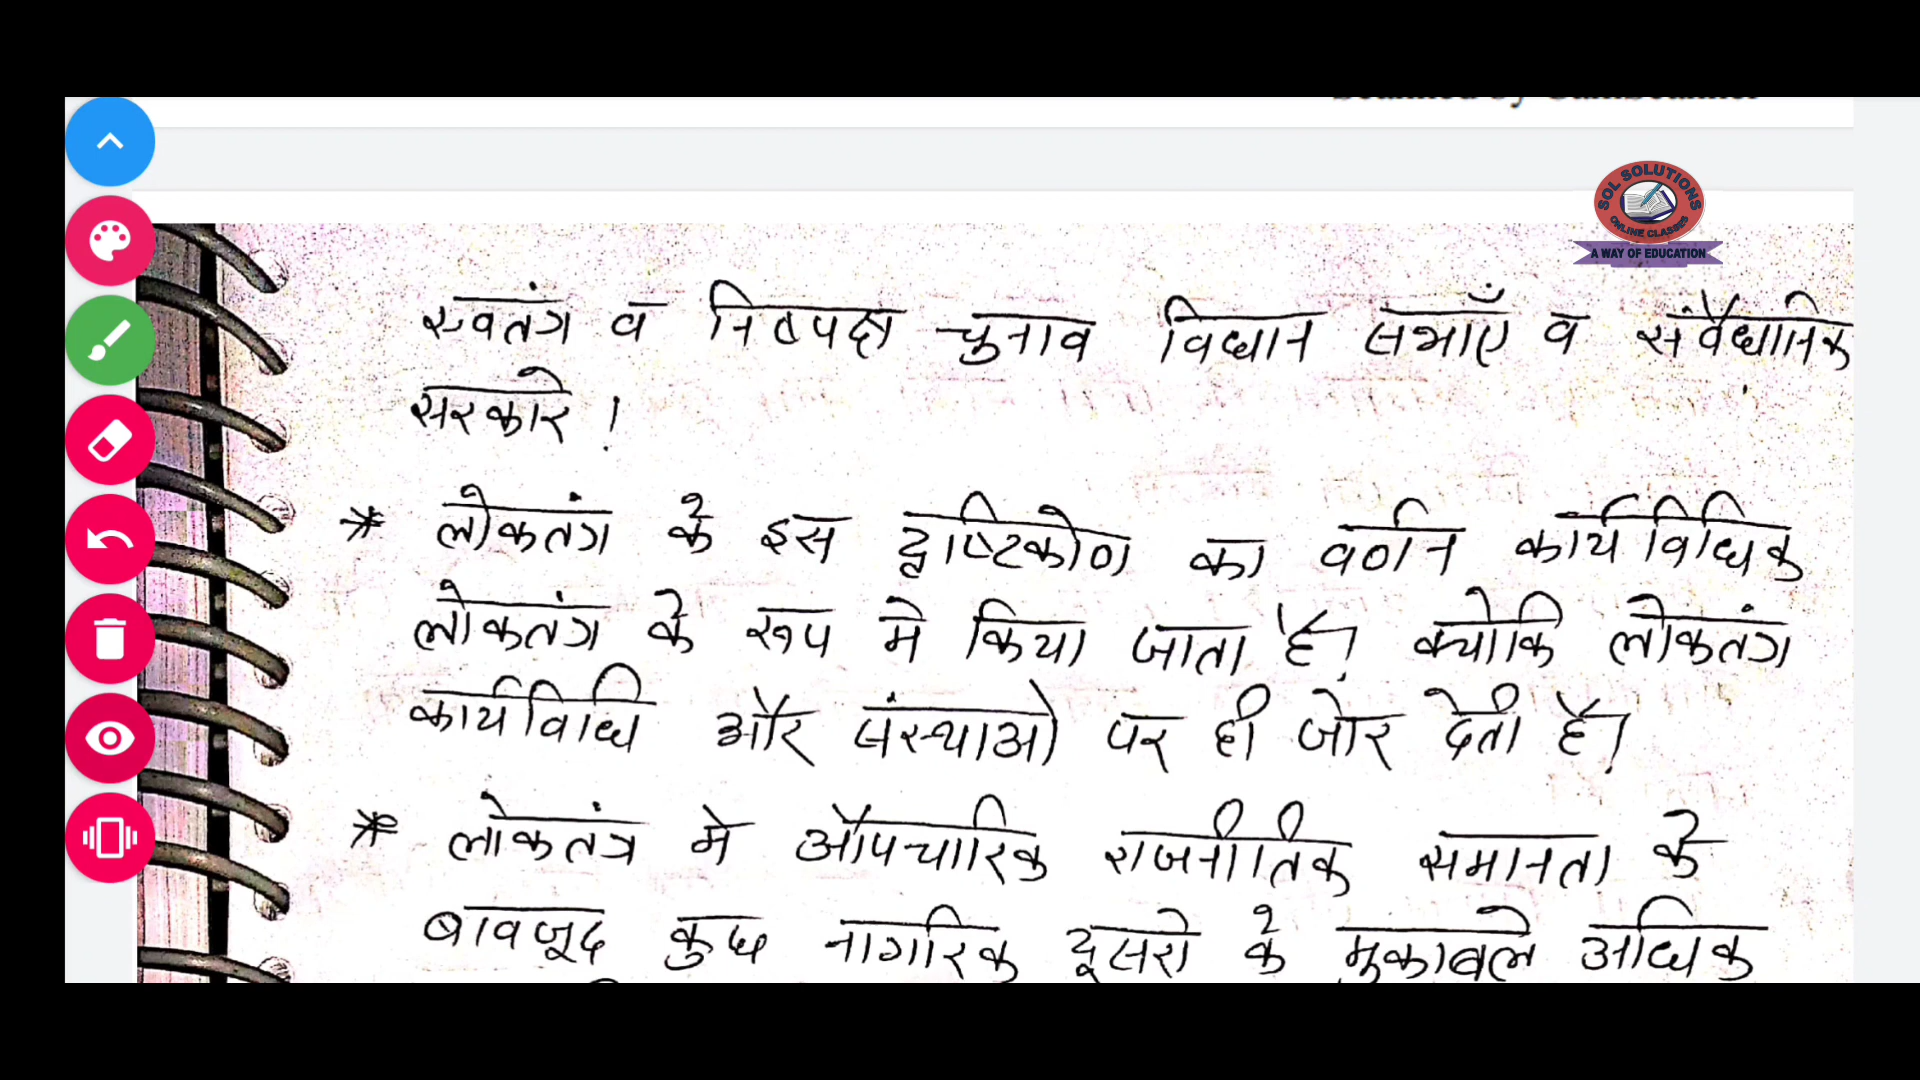 SOL SOLUTIONS
ONLINE CLASSES
A WAY OF EDUCATION
स्वतंत्र व निष्पक्ष चुनाव विधान सभाएँ व संवैधानिक
सरकारे ।
* लोकतंत्र के इस दृष्टिकोण का वर्णन कार्यविधिक
लोकतंत्र के रूप मे किया जाता है। क्योकि लोकतंत्र
कार्यविधि और संस्थाओ पर ही जोर देती है।
* लोकतंत्र मे औपचारिक राजनीतिक समानता के
बावजूद कुछ नागरिक दूसरो के मुकाबले अधिक